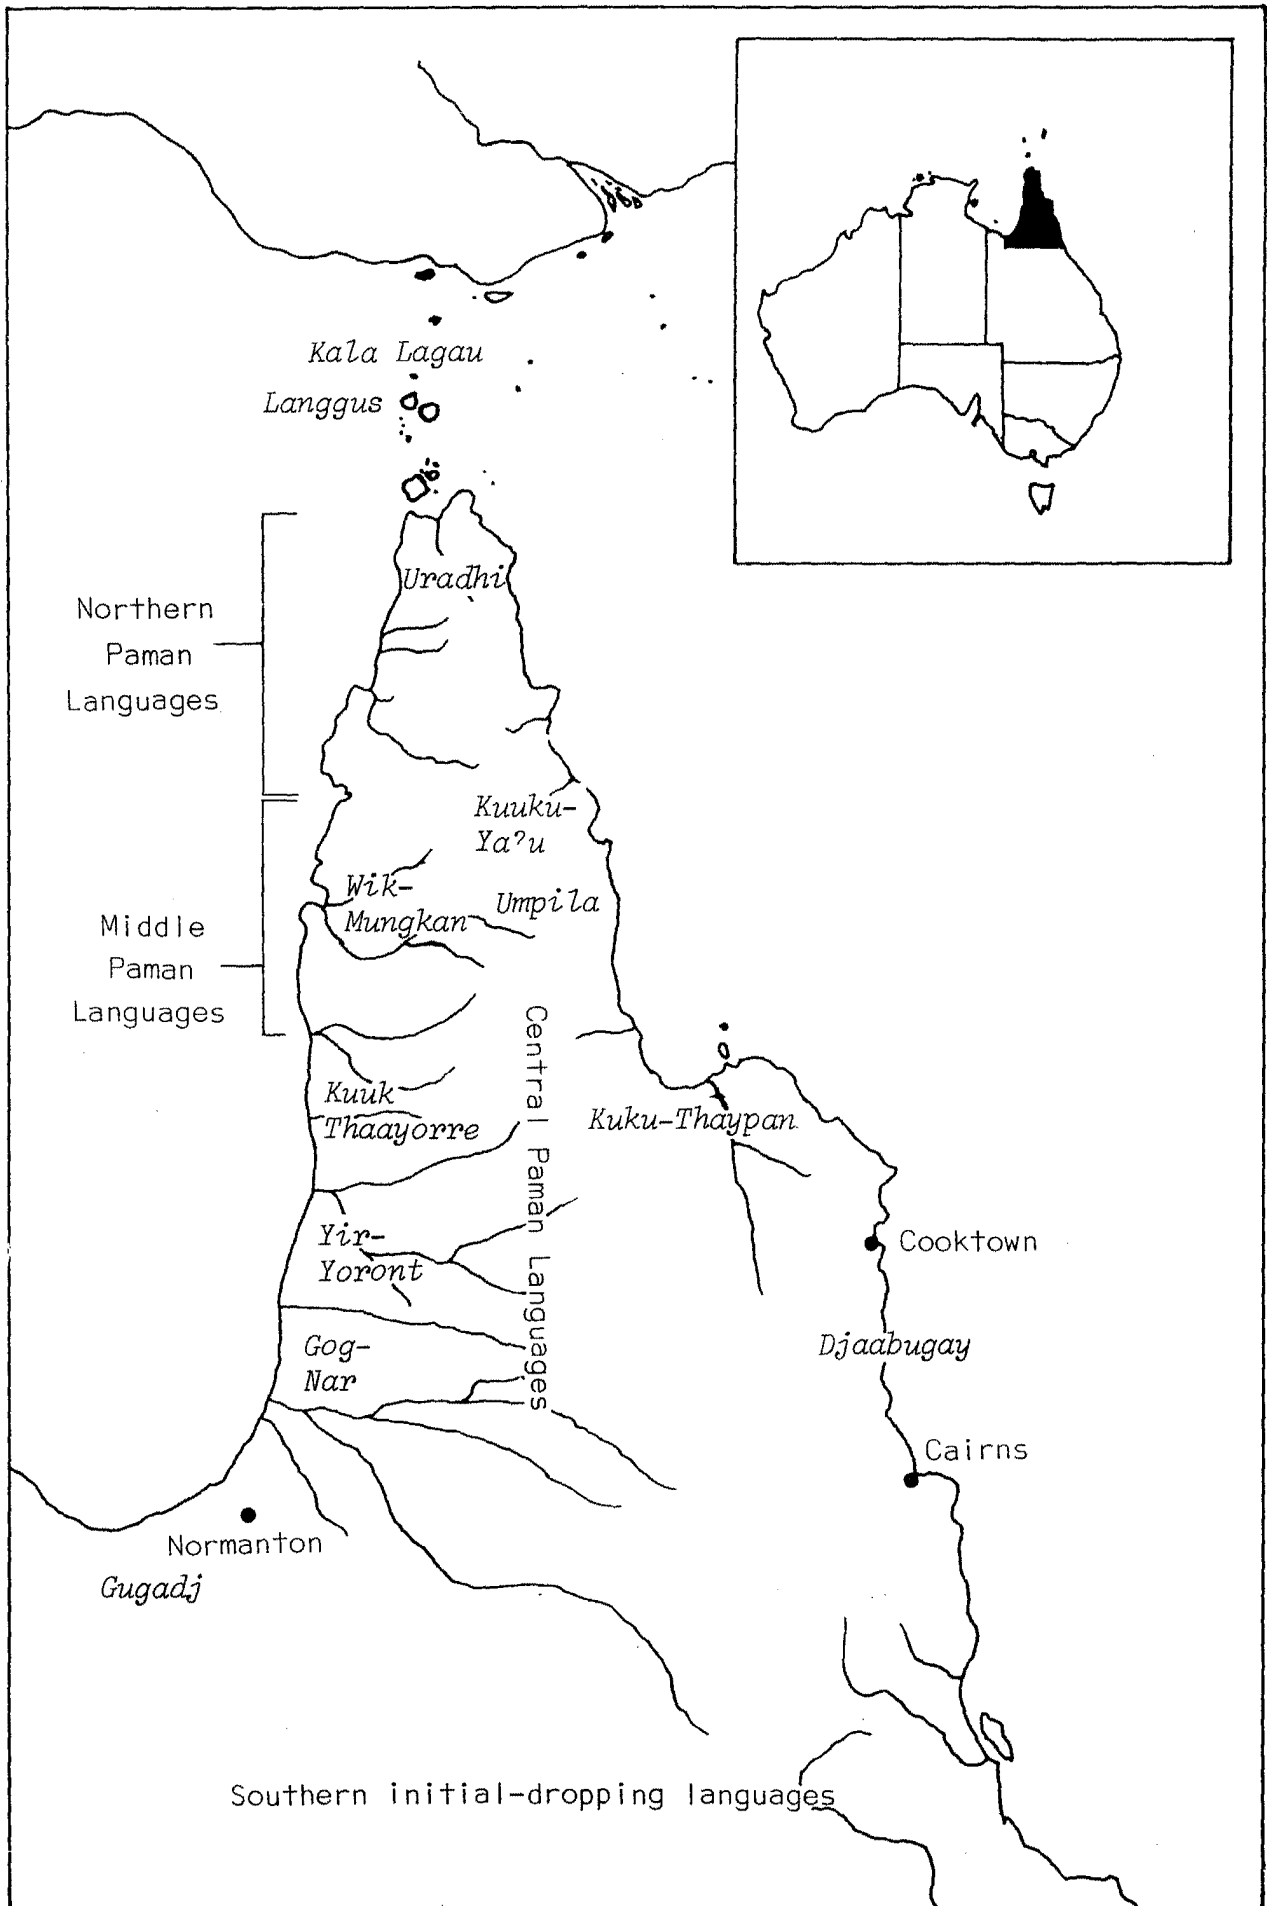 Kala Lagau
Langgus
Uradhi
Northern
Paman
Languages
Kuuku-
Yaʔu
Wik-
Mungkan
Umpila
Middle
Paman
Languages
Central Paman Languages
Kuuk
Thaayorre
Kuku-Thaypan
Yir-
Yoront
Cooktown
Gog-
Nar
Djaabugay
Cairns
Normanton
Gugadj
Southern initial-dropping languages